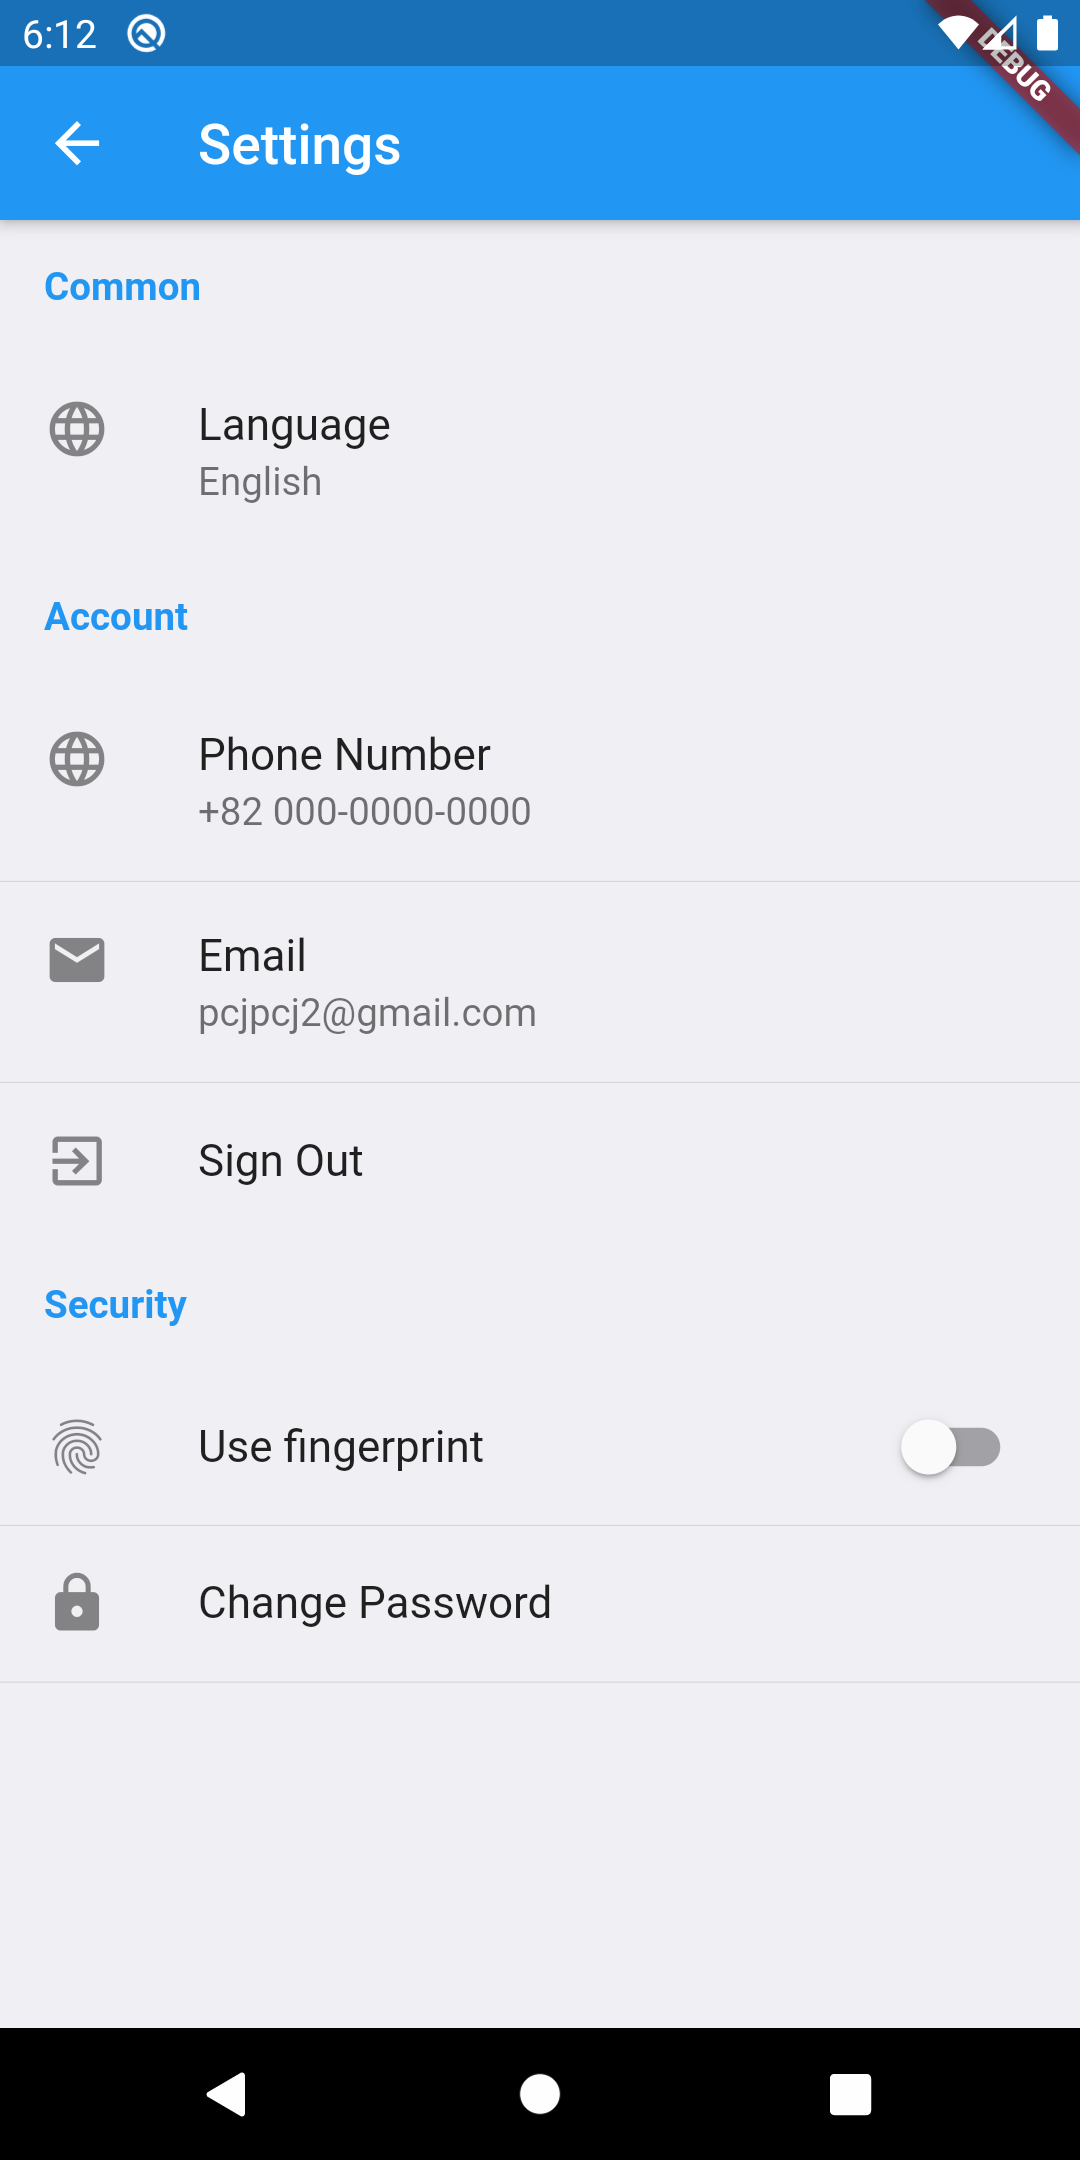 6:12
DEBUG
Settings
Common
Language
English
Account
Phone Number
+82 000-0000-0000
Email
pcjpcj2@gmail.com
Sign Out
Security
Use fingerprint
Change Password